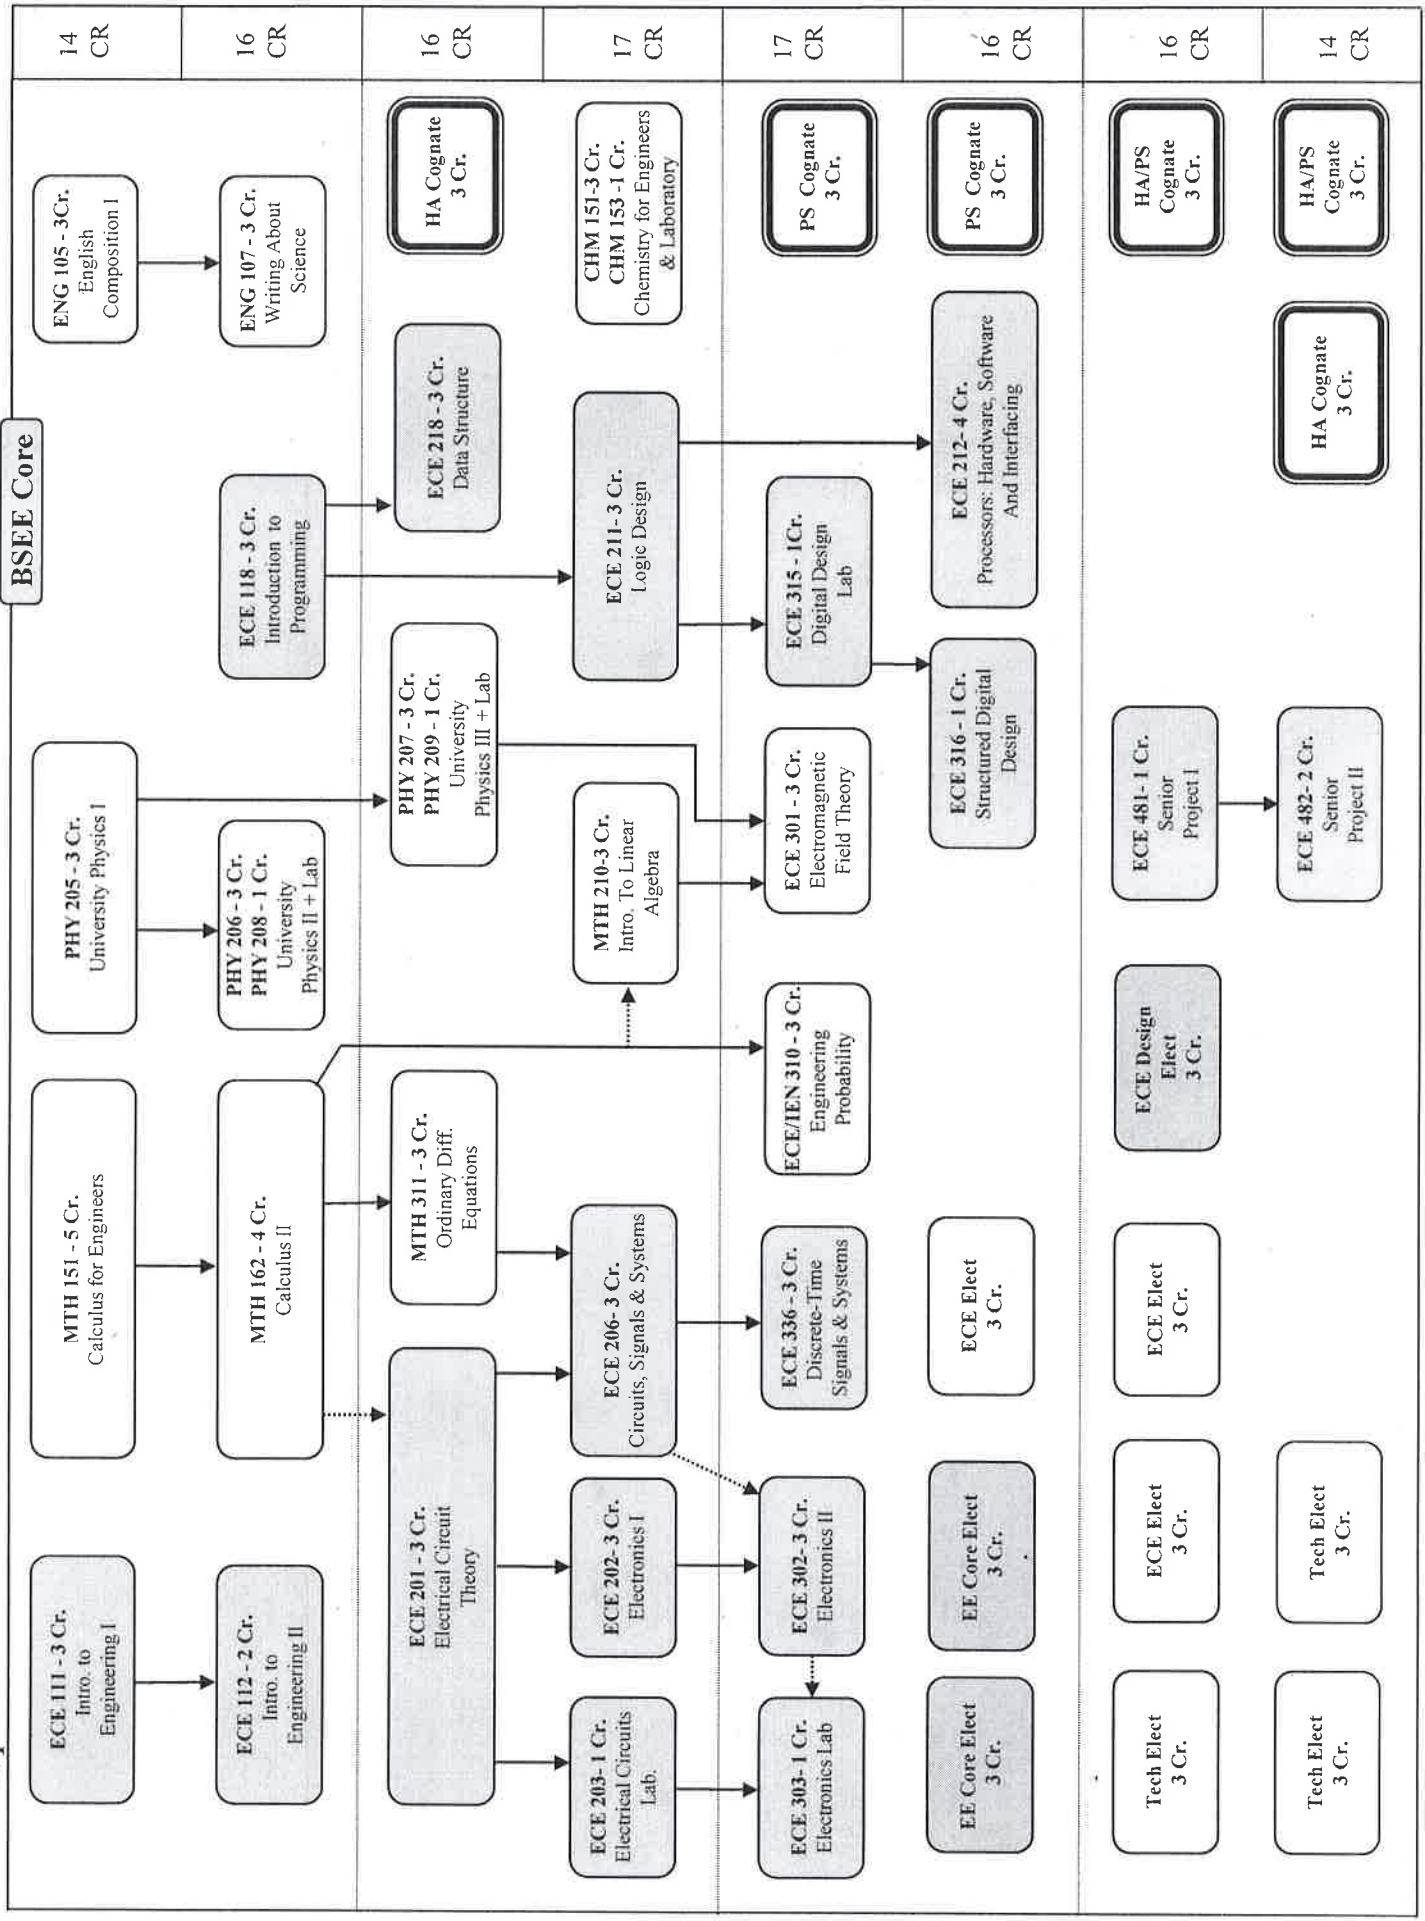 BSEE Core
ECE 111 - 3 Cr.
Intro. to
Engineering I
MTH 151 - 5 Cr.
Calculus for Engineers
PHY 205 - 3 Cr.
University Physics I
ENG 105 - 3Cr.
English
Composition I
14
CR
ECE 112 - 2 Cr.
Intro. to
Engineering II
MTH 162 - 4 Cr.
Calculus II
PHY 206 - 3 Cr.
PHY 208 - 1 Cr.
University
Physics II + Lab
ECE 118 - 3 Cr.
Introduction to
Programming
ENG 107 - 3 Cr.
Writing About
Science
16
CR
ECE 201 - 3 Cr.
Electrical Circuit
Theory
MTH 311 - 3 Cr.
Ordinary Diff.
Equations
PHY 207 - 3 Cr.
PHY 209 - 1 Cr.
University
Physics III + Lab
ECE 218 - 3 Cr.
Data Structure
HA Cognate
3 Cr.
16
CR
ECE 203- 1 Cr.
Electrical Circuits
Lab.
ECE 202- 3 Cr.
Electronics I
ECE 206- 3 Cr.
Circuits, Signals & Systems
MTH 210-3 Cr.
Intro. To Linear
Algebra
ECE 211- 3 Cr.
Logic Design
CHM 151-3 Cr.
CHM 153 -1 Cr.
Chemistry for Engineers
& Laboratory
17
CR
ECE 303- 1 Cr.
Electronics Lab
ECE 302- 3 Cr.
Electronics II
ECE 336 - 3 Cr.
Discrete-Time
Signals & Systems
ECE/IEN 310 - 3 Cr.
Engineering
Probability
ECE 301 - 3 Cr.
Electromagnetic
Field Theory
ECE 315 - 1Cr.
Digital Design
Lab
PS Cognate
3 Cr.
17
CR
EE Core Elect
3 Cr.
EE Core Elect
3 Cr.
ECE Elect
3 Cr.
ECE 316 - 1 Cr.
Structured Digital
Design
ECE 212- 4 Cr.
Processors: Hardware, Software
And Interfacing
PS Cognate
3 Cr.
16
CR
Tech Elect
3 Cr.
ECE Elect
3 Cr.
ECE Elect
3 Cr.
ECE Design
Elect
3 Cr.
ECE 481- 1 Cr.
Senior
Project I
HA/PS
Cognate
3 Cr.
16
CR
Tech Elect
3 Cr.
Tech Elect
3 Cr.
ECE 482- 2 Cr.
Senior
Project II
HA Cognate
3 Cr.
HA/PS
Cognate
3 Cr.
14
CR